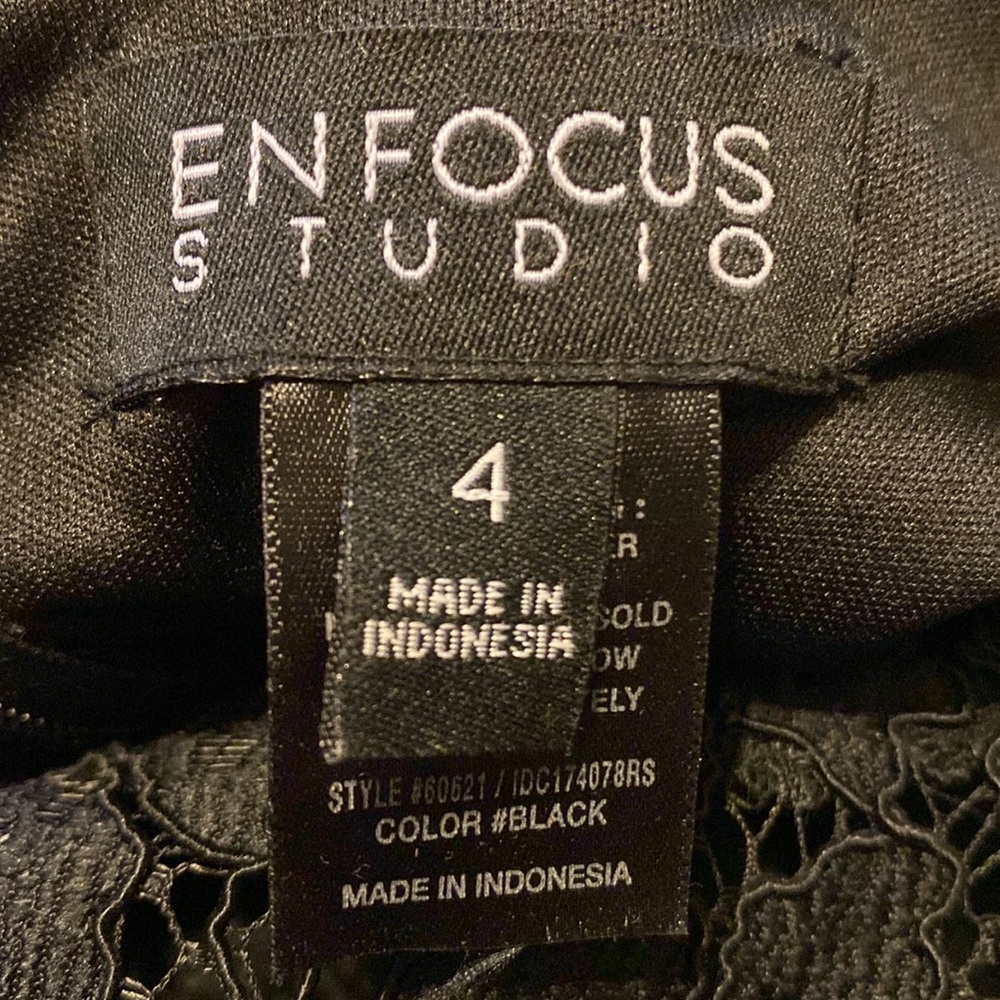 ENFOCUS
STUDIO
4
MADE IN
INDONESIA
STYLE #60621 / IDC174078RS
COLOR #BLACK
MADE IN INDONESIA